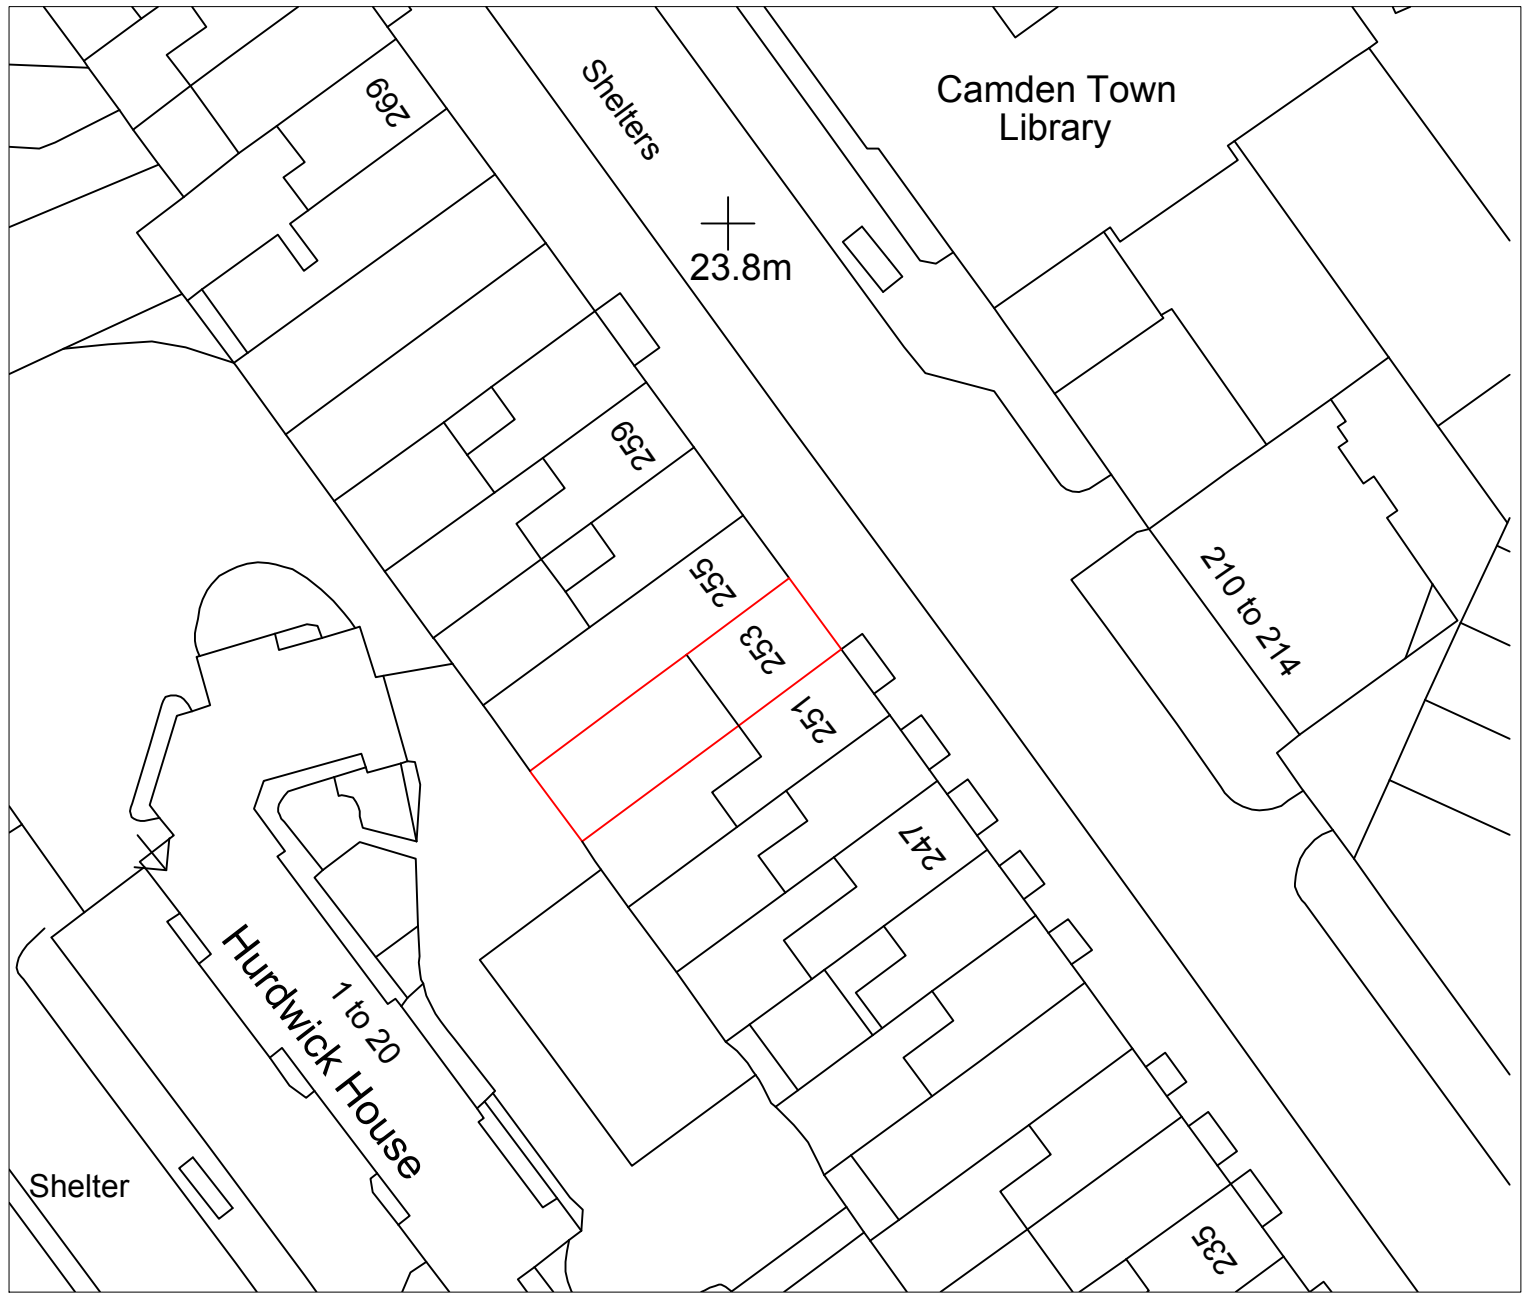 269
Shelters
Camden Town
Library
23.8m
259
255
253
251
247
210 to 214
Hurdwick House
1 to 20
Shelter
235